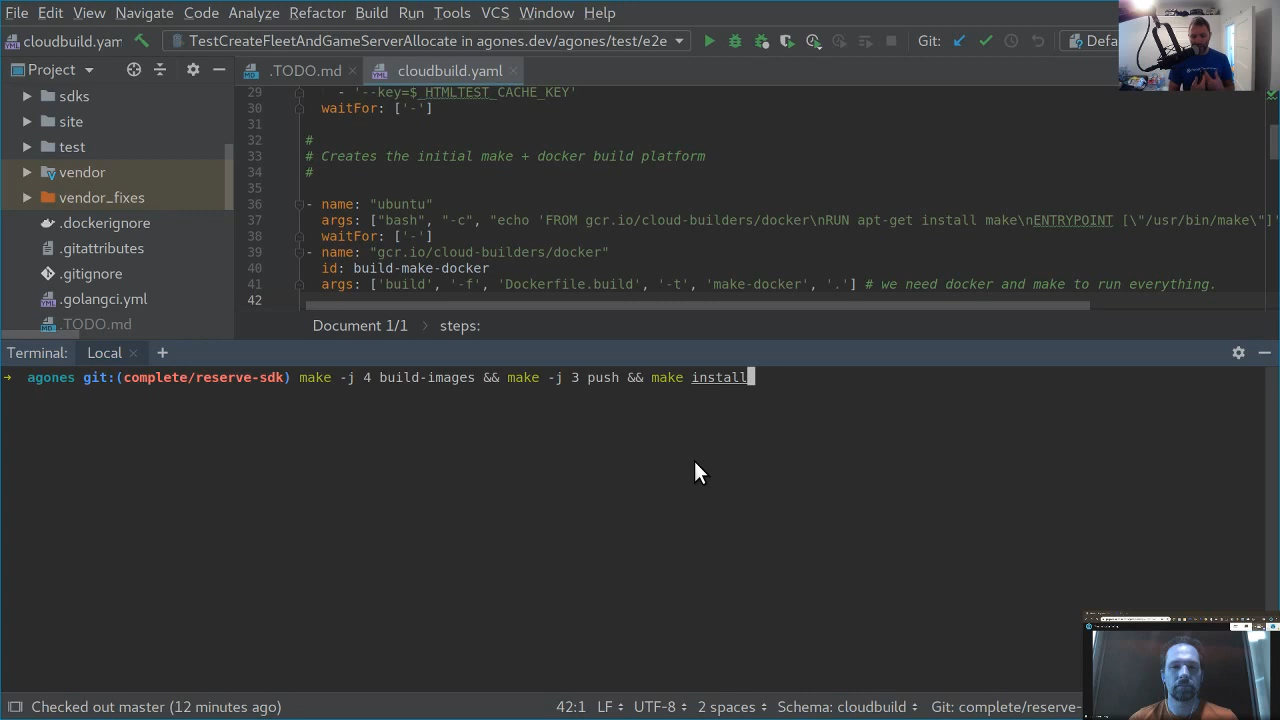 File Edit View Navigate Code Analyze Refactor Build Run Tools VCS Window Help
cloudbuild.yam TestCreateFleetAndGameServerAllocate in agones.dev/agones/test/e2e Git: Defa
Project .TODO.md cloudbuild.yaml
sdks
site
test
vendor
vendor_fixes
.dockerignore
.gitattributes
.gitignore
.golangci.yml
.TODO.md
29 - '--key=$_HTMLTEST_CACHE_KEY'
30 waitFor: ['-']
31
32 #
33 # Creates the initial make + docker build platform
34 #
35
36 - name: "ubuntu"
37 args: ["bash", "-c", "echo 'FROM gcr.io/cloud-builders/docker\nRUN apt-get install make\nENTRYPOINT [\"/usr/bin/make\"]'
38 waitFor: ['-']
39 - name: "gcr.io/cloud-builders/docker"
40 id: build-make-docker
41 args: ['build', '-f', 'Dockerfile.build', '-t', 'make-docker', '.'] # we need docker and make to run everything.
42
Document 1/1 › steps:
Terminal: Local +
→ agones git:(complete/reserve-sdk) make -j 4 build-images && make -j 3 push && make install
Checked out master (12 minutes ago) 42:1 LF UTF-8 2 spaces Schema: cloudbuild Git: complete/reserve-